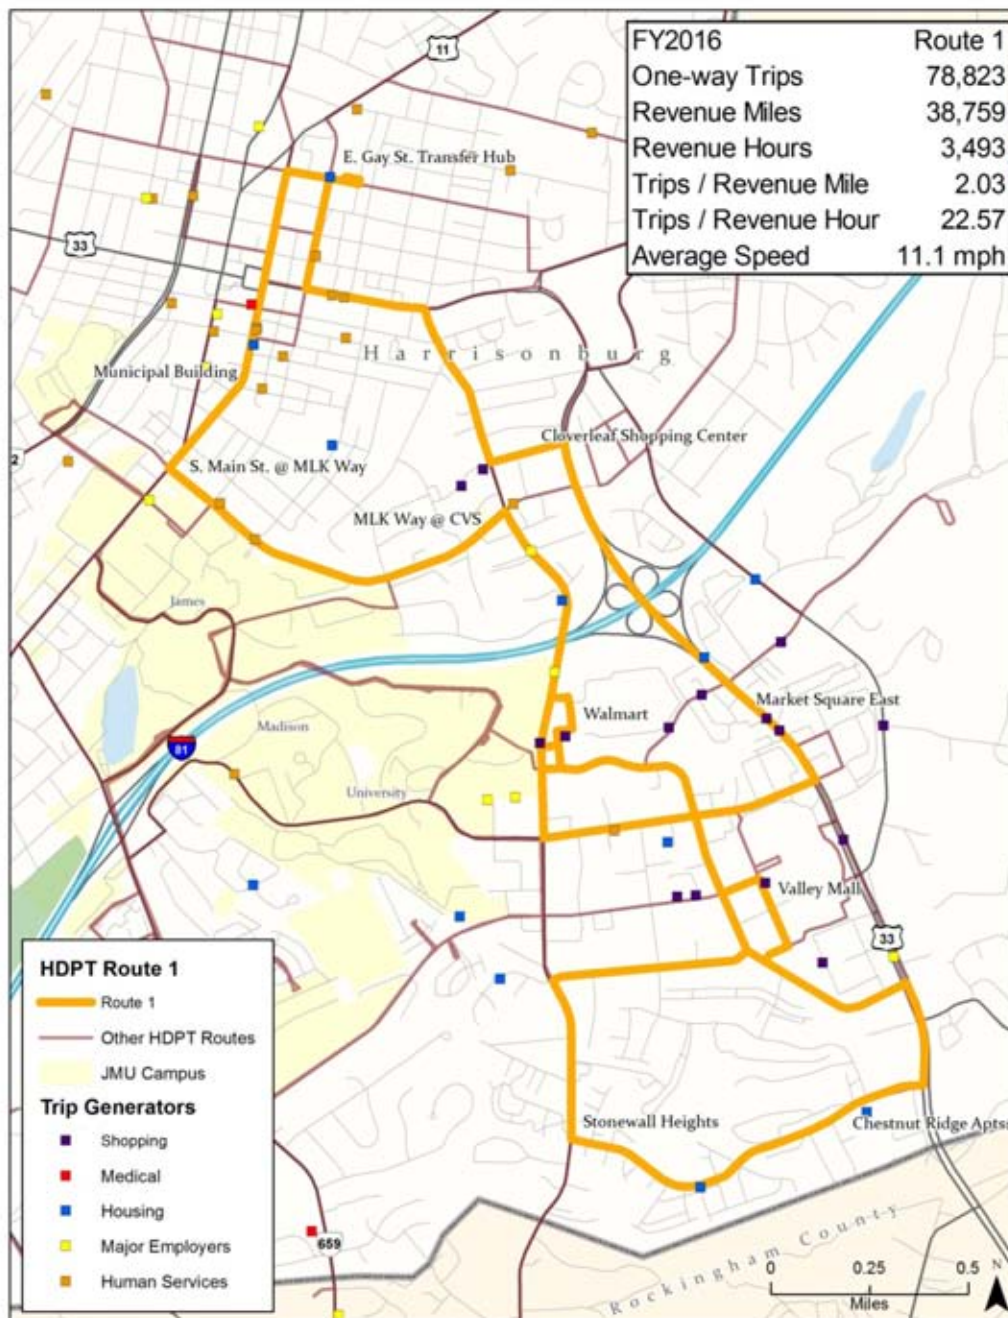 FY2016 Route 1
One-way Trips 78,823
Revenue Miles 38,759
Revenue Hours 3,493
Trips / Revenue Mile 2.03
Trips / Revenue Hour 22.57
Average Speed 11.1 mph
11
E. Gay St. Transfer Hub
33
Harrisonburg
Municipal Building
Cloverleaf Shopping Center
2
S. Main St. @ MLK Way
MLK Way @ CVS
James
Market Square East
Walmart
Madison
81
University
Valley Mall
33
HDPT Route 1
Route 1
Other HDPT Routes
JMU Campus
Trip Generators
Shopping
Medical
Housing
Major Employers
Human Services
Stonewall Heights
Chestnut Ridge Apts
659
Rockingham County
N
0 0.25 0.5
Miles